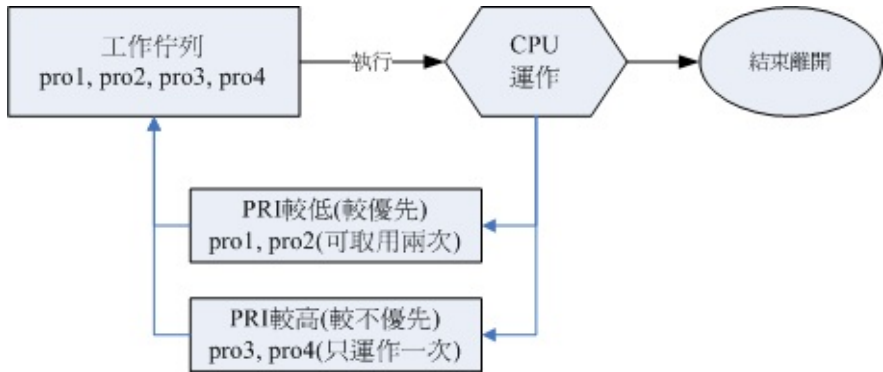 工作佇列
pro1, pro2, pro3, pro4
執行
CPU
運作
結束離開
PRI較低(較優先)
pro1, pro2(可取用兩次)
PRI較高(較不優先)
pro3, pro4(只運作一次)